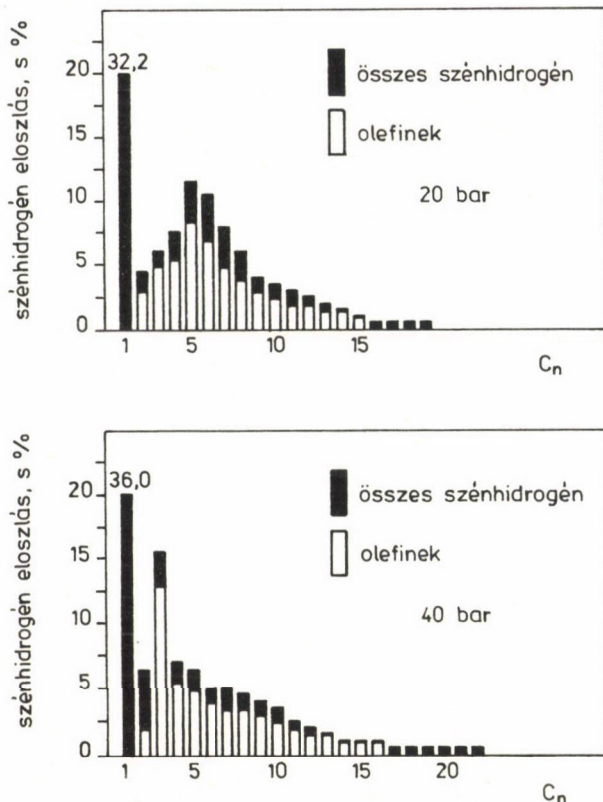 szénhidrogén eloszlás, s %
32,2
20
15
10
5
0
összes szénhidrogén
olefinek
20 bar
1 5 10 15
Cn
szénhidrogén eloszlás, s %
36,0
20
15
10
5
0
összes szénhidrogén
olefinek
40 bar
1 5 10 15 20
Cn